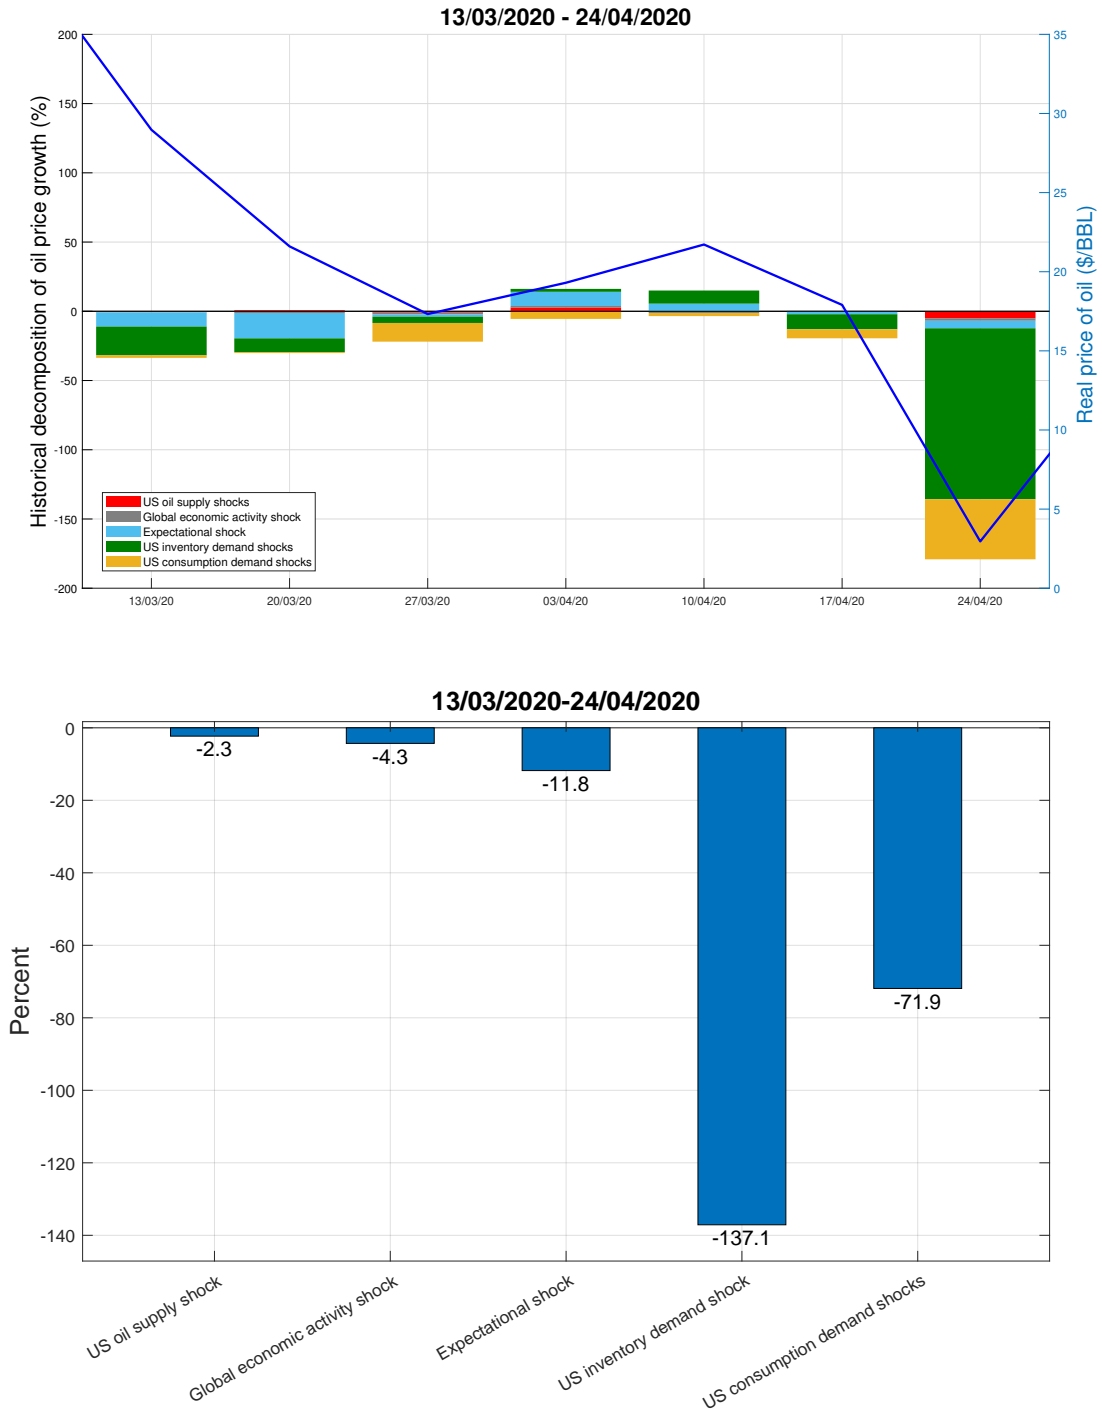 13/03/2020 - 24/04/2020
Historical decomposition of oil price growth (%)
200
150
100
50
0
-50
-100
-150
-200
Real price of oil ($/BBL)
35
30
25
20
15
10
5
0
US oil supply shocks
Global economic activity shock
Expectational shock
US inventory demand shocks
US consumption demand shocks
13/03/20 20/03/20 27/03/20 03/04/20 10/04/20 17/04/20 24/04/20
13/03/2020-24/04/2020
Percent
0
-20
-40
-60
-80
-100
-120
-140
-2.3
-4.3
-11.8
-137.1
-71.9
US oil supply shock
Global economic activity shock
Expectational shock
US inventory demand shock
US consumption demand shocks